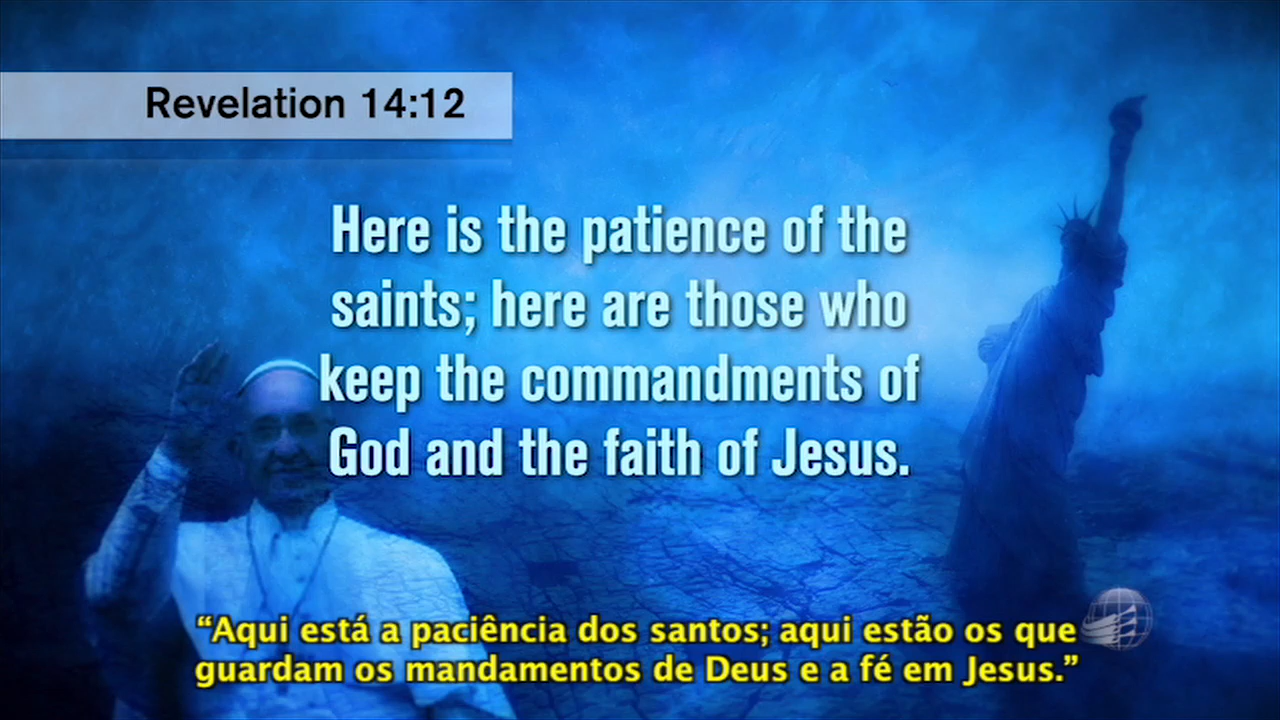 Revelation 14:12
Here is the patience of the
saints; here are those who
keep the commandments of
God and the faith of Jesus.
“Aqui está a paciência dos santos; aqui estão os que
guardam os mandamentos de Deus e a fé em Jesus.”